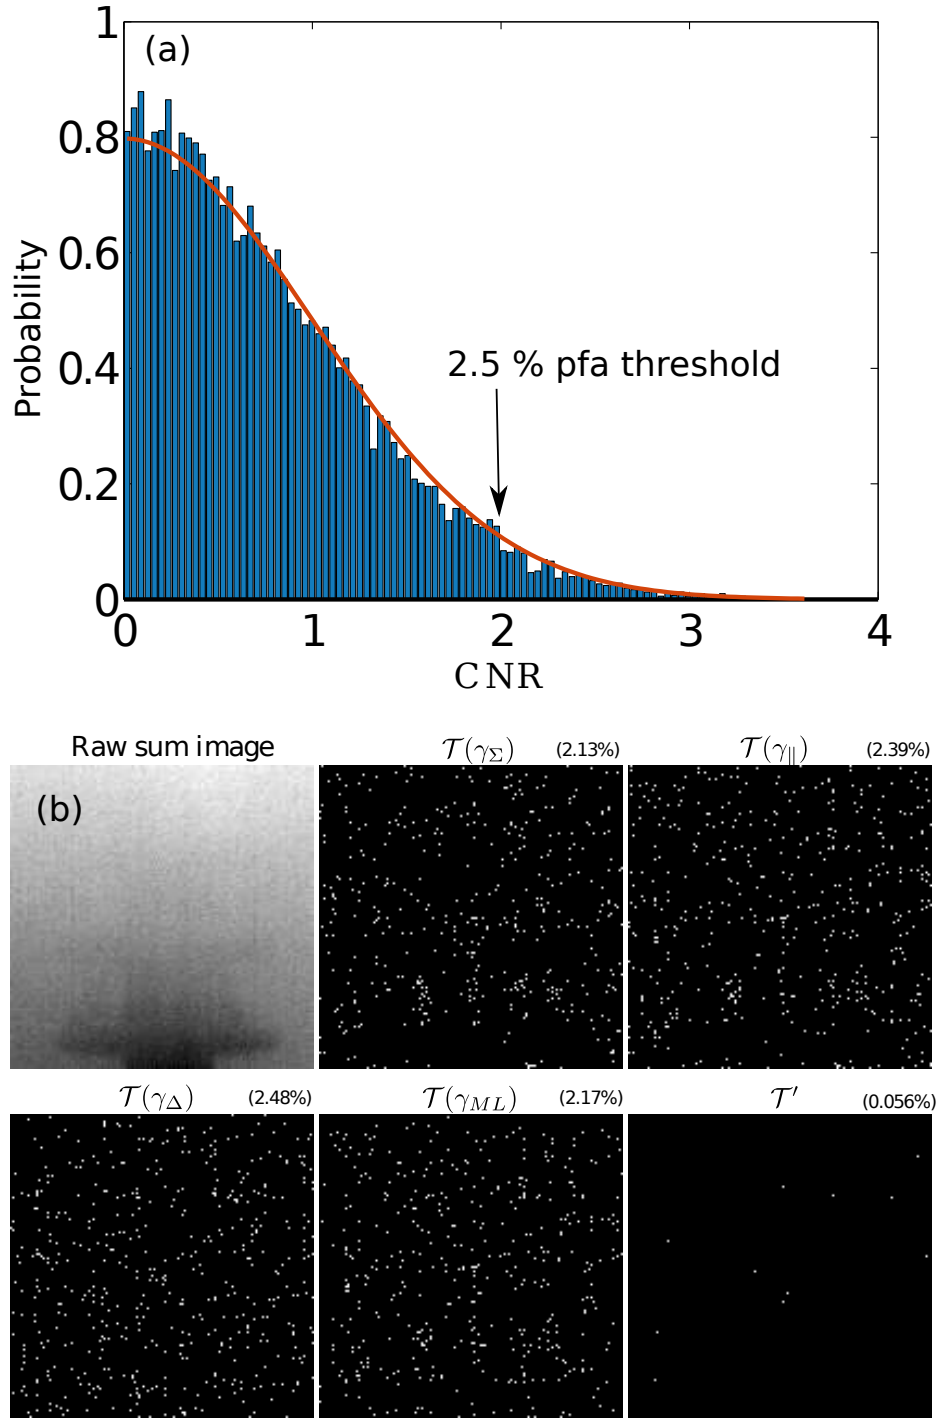 1
(a)
0.8
0.6
0.4
0.2
0
Probability
2.5 % pfa threshold
0 1 2 3 4
CNR
Raw sum image
(b)
𝒯(γ_Σ) (2.13%)
𝒯(γ_∥) (2.39%)
𝒯(γ_Δ) (2.48%)
𝒯(γ_ML) (2.17%)
𝒯′ (0.056%)